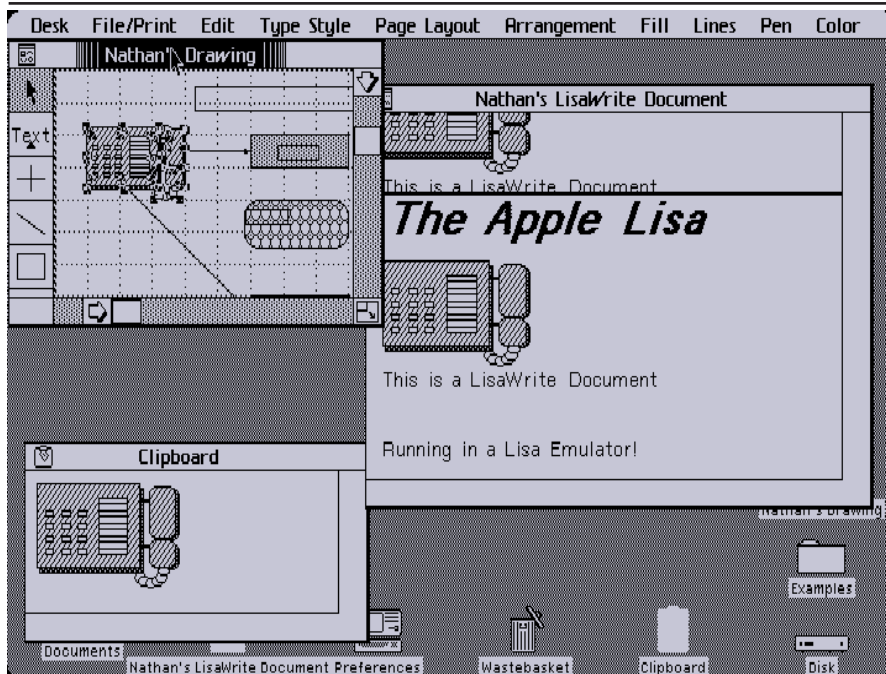 Desk File/Print Edit Type Style Page Layout Arrangement Fill Lines Pen Color
Nathan's Drawing
Text
Nathan's LisaWrite Document
This is a LisaWrite Document
The Apple Lisa
This is a LisaWrite Document
Running in a Lisa Emulator!
Clipboard
Nathan's Drawing
Examples
Documents
Nathan's LisaWrite Document Preferences
Wastebasket
Clipboard
Disk